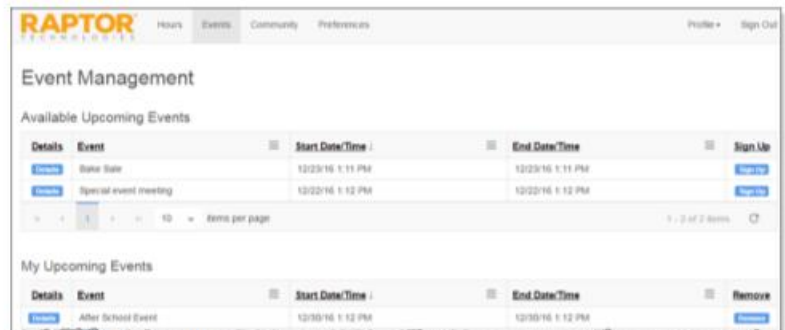 RAPTOR Hours Events Community Preferences Profile Sign Out
TECHNOLOGIES
Event Management
Available Upcoming Events
Details Event Start Date/Time End Date/Time Sign Up
Details Bake Sale 12/23/16 1:11 PM 12/23/16 1:11 PM Sign Up
Details Special event meeting 12/22/16 1:12 PM 12/22/16 1:12 PM Sign Up
1 10 items per page 1 - 2 of 2 items
My Upcoming Events
Details Event Start Date/Time End Date/Time Remove
Details After School Event 12/30/16 1:12 PM 12/30/16 1:12 PM Remove